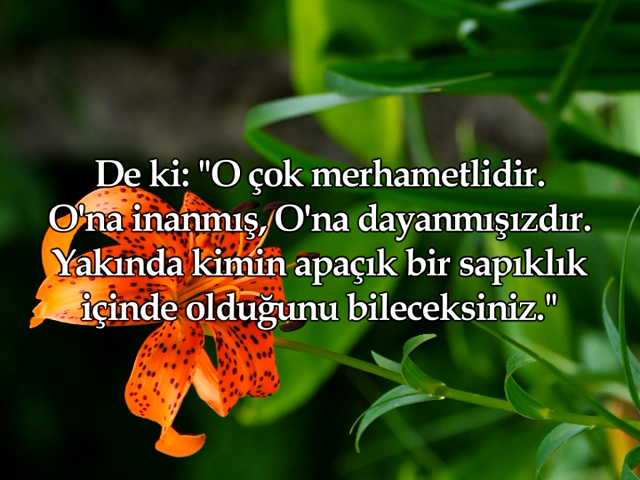 De ki: "O çok merhametlidir.
O'na inanmış, O'na dayanmışızdır.
Yakında kimin apaçık bir sapıklık
içinde olduğunu bileceksiniz."